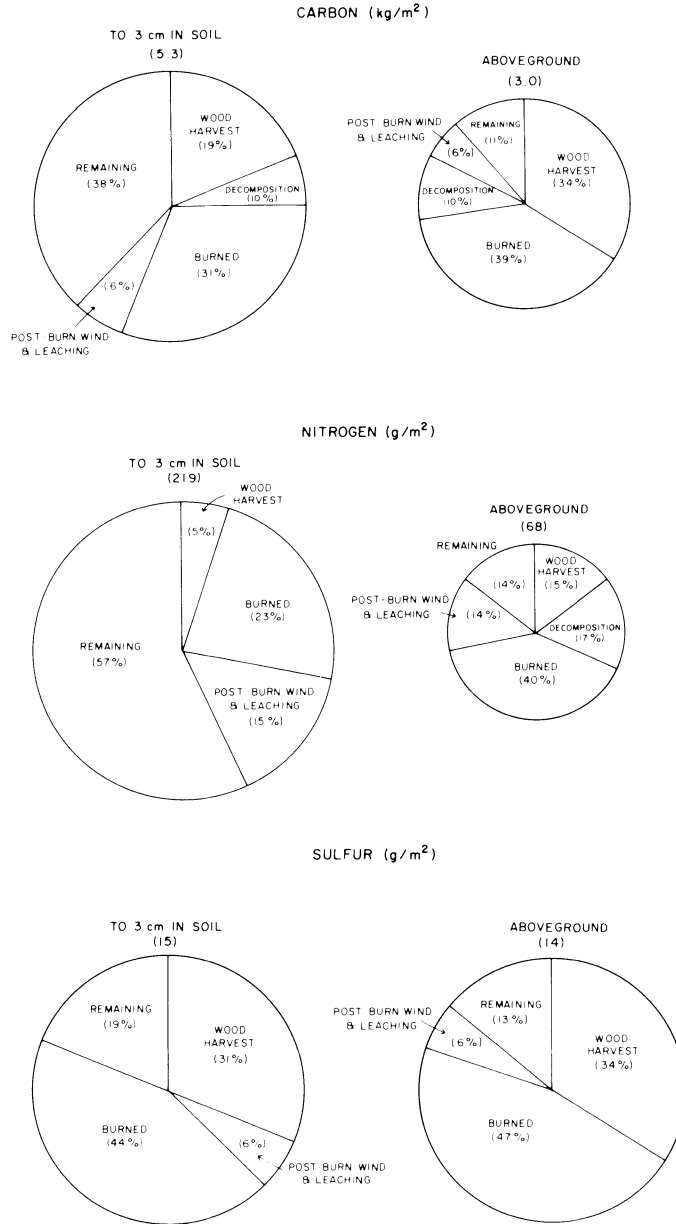 CARBON (kg/m²)
TO 3 cm IN SOIL
(5.3)
WOOD
HARVEST
(19%)
DECOMPOSITION
(10%)
BURNED
(31%)
(6%)
POST-BURN WIND
& LEACHING
REMAINING
(38%)
ABOVEGROUND
(3.0)
WOOD
HARVEST
(34%)
BURNED
(39%)
DECOMPOSITION
(10%)
POST BURN WIND
& LEACHING
(6%)
REMAINING
(11%)
NITROGEN (g/m²)
TO 3 cm IN SOIL
(219)
WOOD
HARVEST
(5%)
BURNED
(23%)
POST-BURN WIND
& LEACHING
(15%)
REMAINING
(57%)
ABOVEGROUND
(68)
WOOD
HARVEST
(15%)
DECOMPOSITION
(17%)
BURNED
(40%)
POST-BURN WIND
& LEACHING
(14%)
REMAINING
(14%)
SULFUR (g/m²)
TO 3 cm IN SOIL
(15)
WOOD
HARVEST
(31%)
(6%)
POST-BURN WIND
& LEACHING
BURNED
(44%)
REMAINING
(19%)
ABOVEGROUND
(14)
WOOD
HARVEST
(34%)
BURNED
(47%)
POST BURN WIND
& LEACHING
(6%)
REMAINING
(13%)